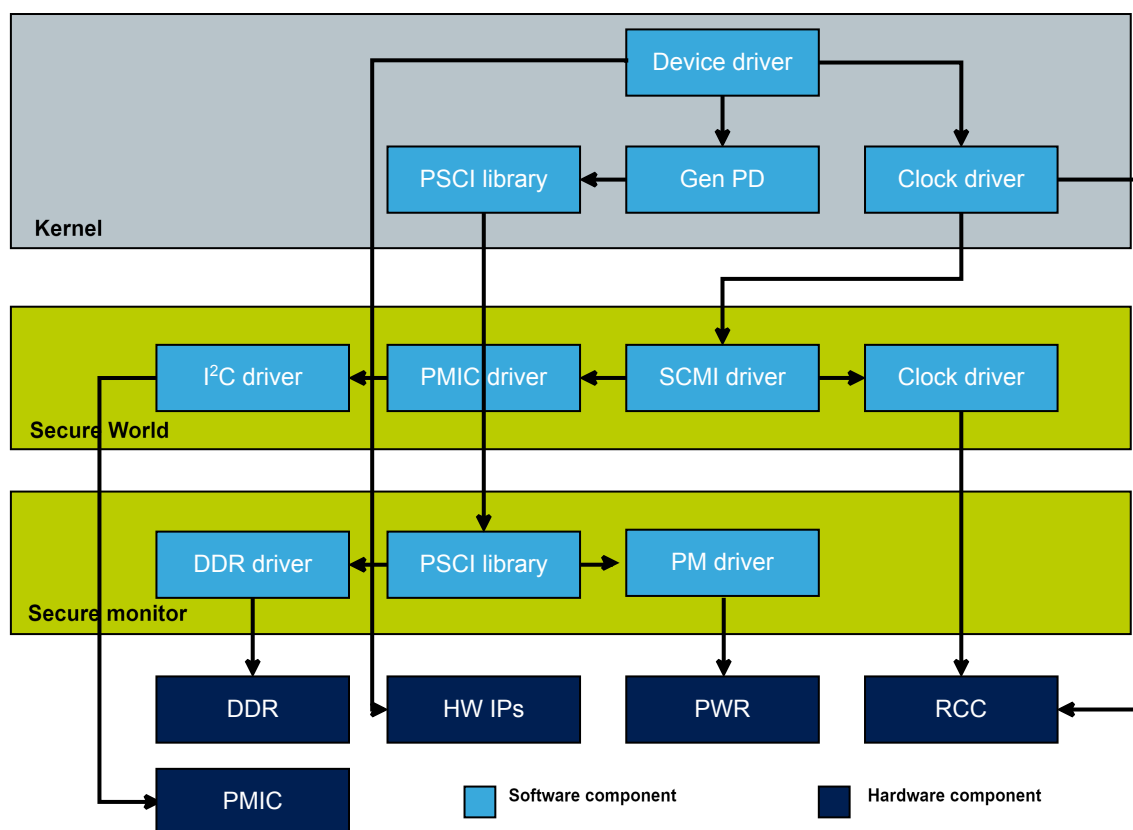 Device driver
PSCI library
Gen PD
Clock driver
Kernel
I²C driver
PMIC driver
SCMI driver
Clock driver
Secure World
DDR driver
PSCI library
PM driver
Secure monitor
DDR
HW IPs
PWR
RCC
PMIC
Software component
Hardware component